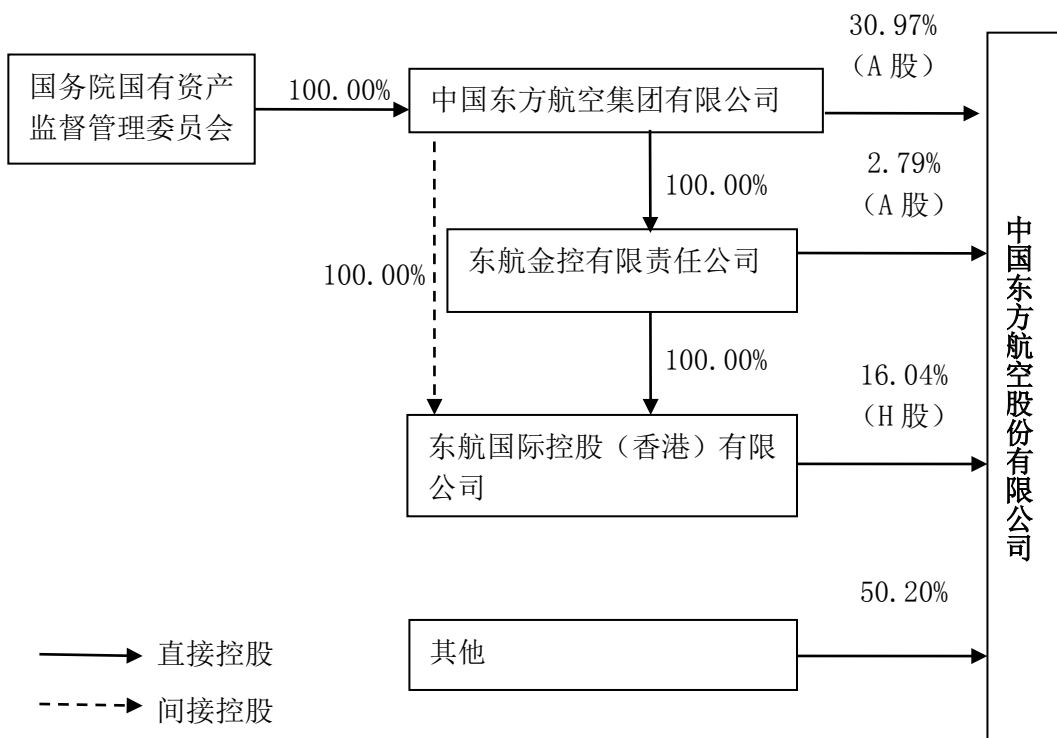 30.97%
（A 股）
国务院国有资产
监督管理委员会
100.00%
中国东方航空集团有限公司
2.79%
（A 股）
100.00%
东航金控有限责任公司
100.00%
100.00%
16.04%
（H 股）
东航国际控股（香港）有限
公司
中国东方航空股份有限公司
50.20%
其他
直接控股
间接控股